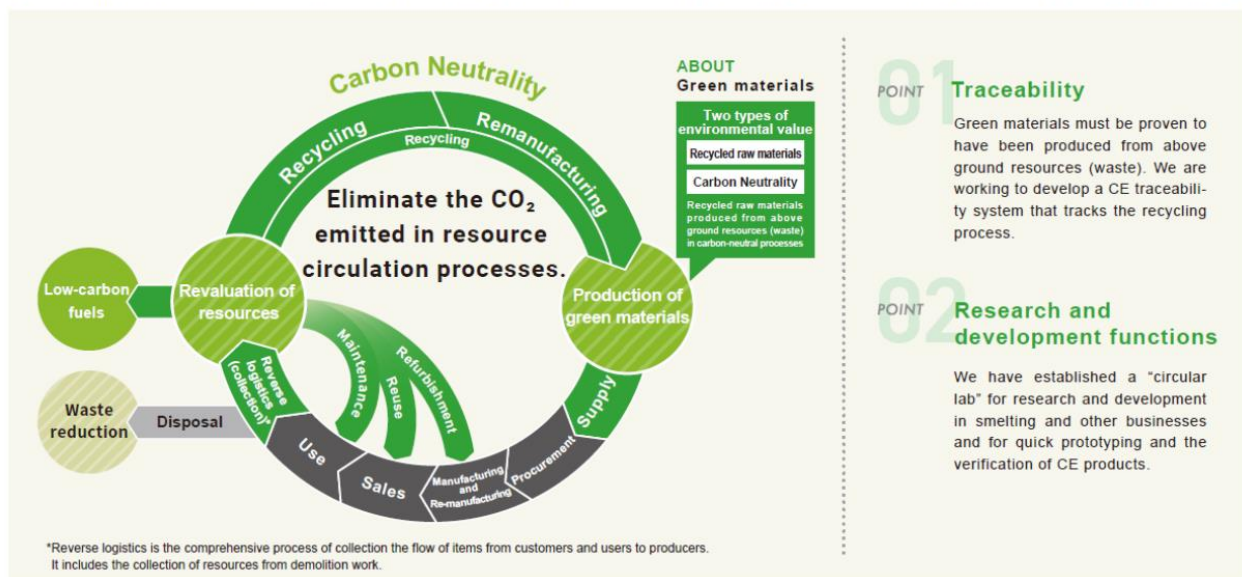 Carbon Neutrality
Recycling
Remanufacturing
Recycling
Eliminate the CO₂
emitted in resource
circulation processes.
Low-carbon
fuels
Revaluation of
resources
Production of
green materials
Maintenance
Reuse
Refurbishment
Reverse
logistics
(collection)*
Waste
reduction
Disposal
Use
Sales
Manufacturing
and
Re-manufacturing
Procurement
Supply
*Reverse logistics is the comprehensive process of collection the flow of items from customers and users to producers.
It includes the collection of resources from demolition work.
ABOUT
Green materials
Two types of
environmental value
Recycled raw materials
Carbon Neutrality
Recycled raw materials
produced from above
ground resources (waste)
in carbon-neutral processes
POINT 01
Traceability
Green materials must be proven to
have been produced from above
ground resources (waste). We are
working to develop a CE traceabili-
ty system that tracks the recycling
process.
POINT 02
Research and
development functions
We have established a “circular
lab” for research and development
in smelting and other businesses
and for quick prototyping and the
verification of CE products.